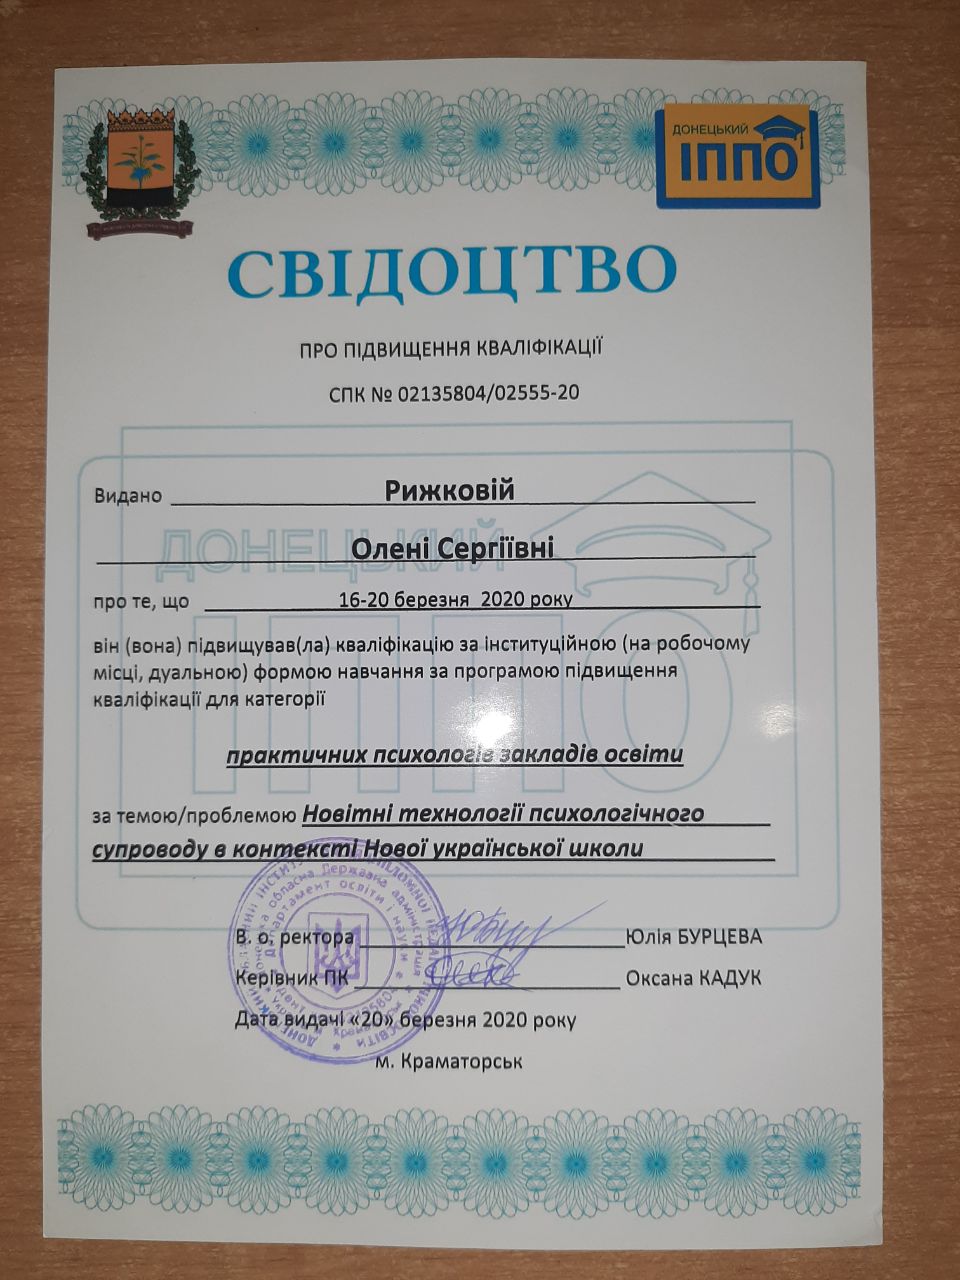 ДОНЕЦЬКИЙ
ІППО
СВІДОЦТВО
ПРО ПІДВИЩЕННЯ КВАЛІФІКАЦІЇ
СПК № 02135804/02555-20
Видано Рижковій
Олені Сергіївні
про те, що 16-20 березня 2020 року
він (вона) підвищував(ла) кваліфікацію за інституційною (на робочому
місці, дуальною) формою навчання за програмою підвищення
кваліфікації для категорії
практичних психологів закладів освіти
за темою/проблемою Новітні технології психологічного
супроводу в контексті Нової української школи
В. о. ректора Юлія БУРЦЕВА
Керівник ПК Оксана КАДУК
Дата видачі «20» березня 2020 року
м. Краматорськ
ДОНЕЦЬКИЙ
ІППО